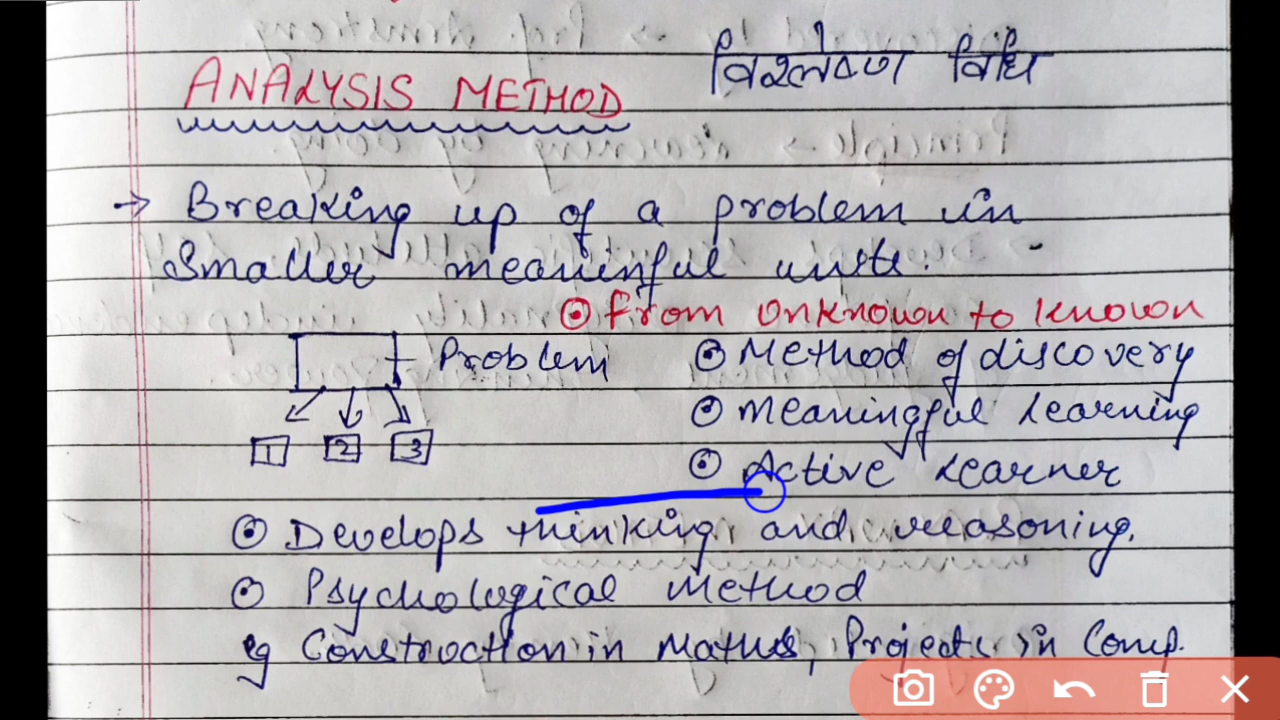 ANALYSIS METHOD विश्लेषण विधि
→ Breaking up of a problem in
smaller meaningful units.
⊙ From Unknown to known
Problem ⊙ Method of discovery
⊙ Meaningful learning
1 2 3
⊙ Active learner
⊙ Develops thinking and reasoning.
⊙ Psychological Method
eg Construction in Maths, Projects in Comp.